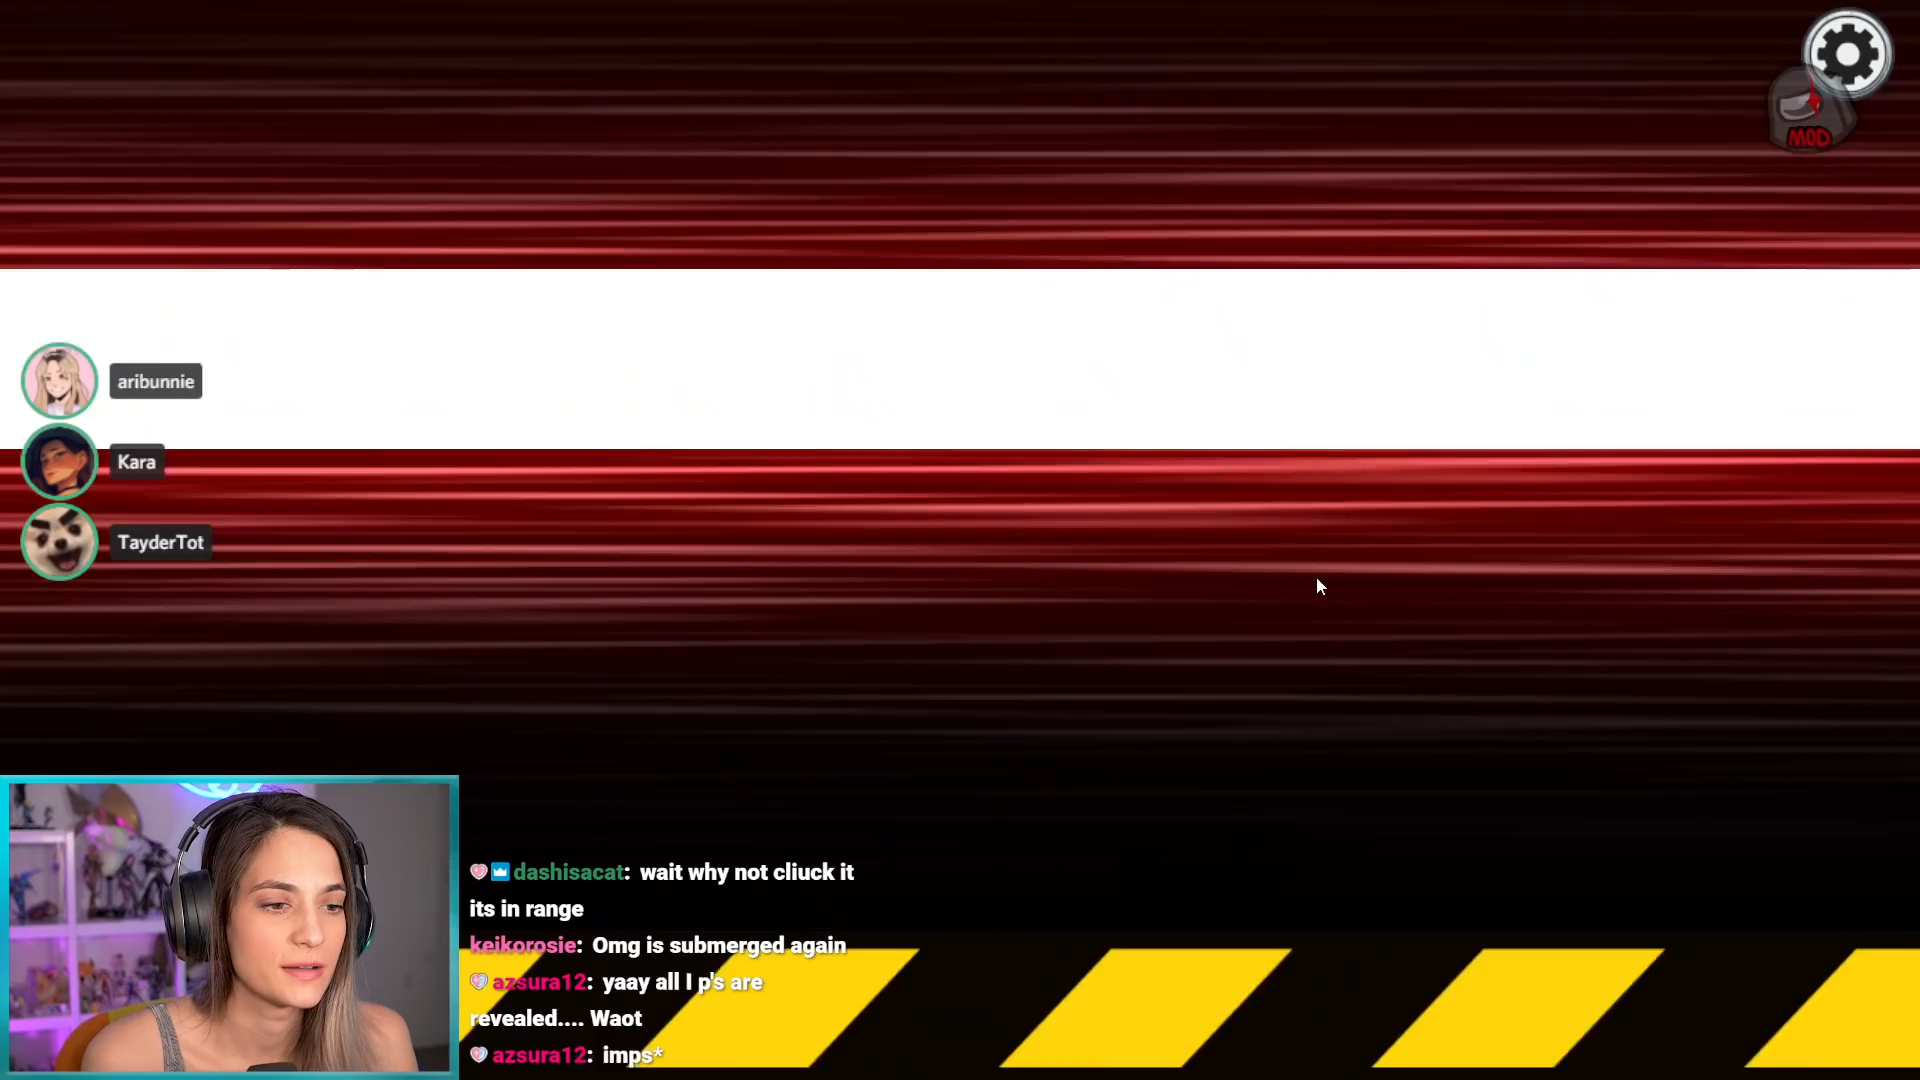 MOD
aribunnie
Kara
TayderTot
dashisacat: wait why not cliuck it
its in range
keikorosie: Omg is submerged again
azsura12: yaay all I p's are
revealed.... Waot
azsura12: imps*